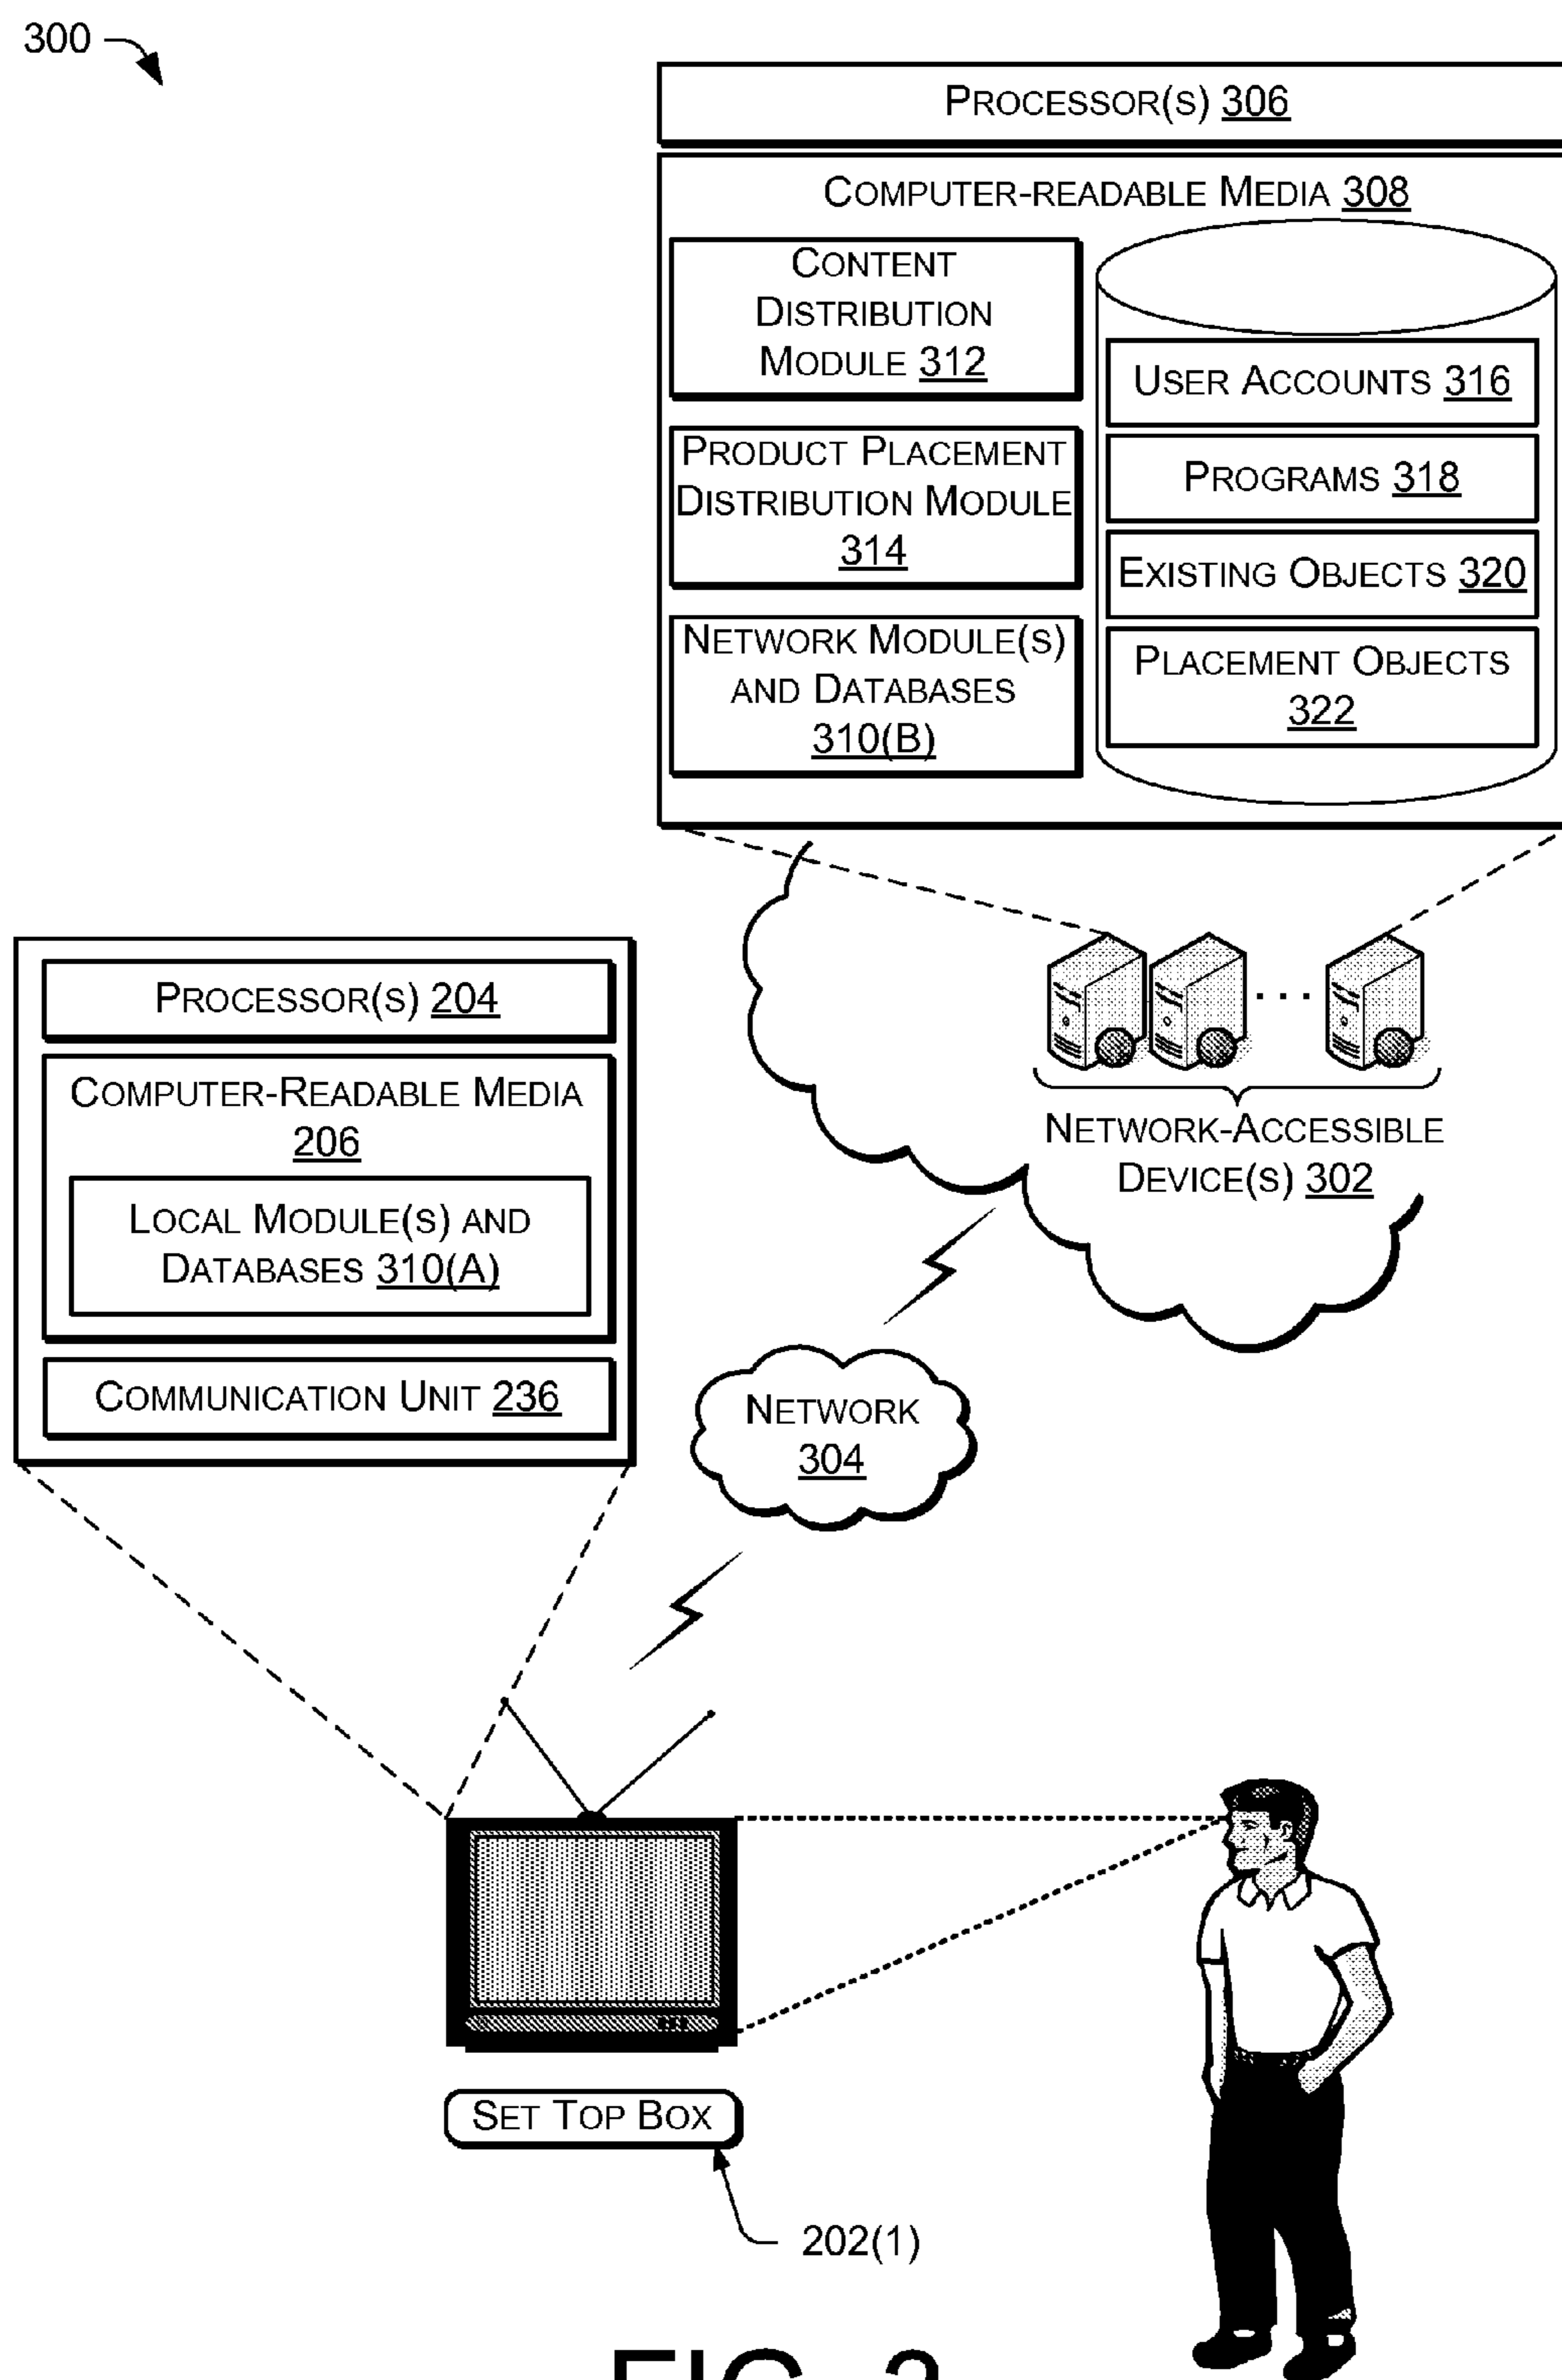 300
PROCESSOR(S) 306
COMPUTER-READABLE MEDIA 308
CONTENT
DISTRIBUTION
MODULE 312
PRODUCT PLACEMENT
DISTRIBUTION MODULE
314
NETWORK MODULE(S)
AND DATABASES
310(B)
USER ACCOUNTS 316
PROGRAMS 318
EXISTING OBJECTS 320
PLACEMENT OBJECTS
322
PROCESSOR(S) 204
COMPUTER-READABLE MEDIA
206
LOCAL MODULE(S) AND
DATABASES 310(A)
COMMUNICATION UNIT 236
NETWORK-ACCESSIBLE
DEVICE(S) 302
NETWORK
304
SET TOP BOX
202(1)